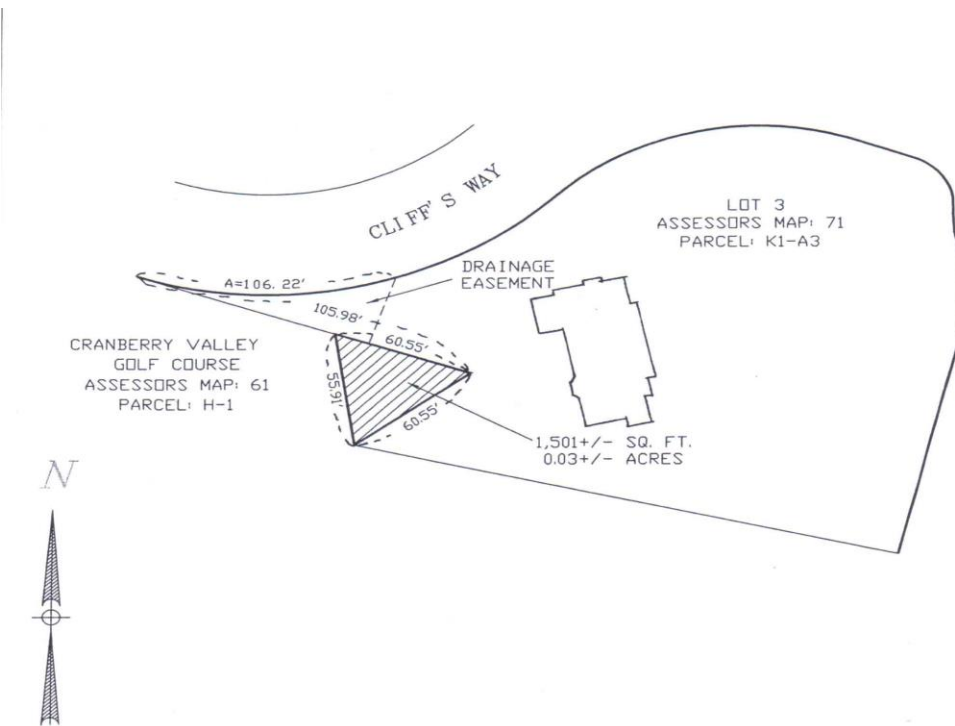 CLIFF'S WAY
LOT 3
ASSESSORS MAP: 71
PARCEL: K1-A3
DRAINAGE
EASEMENT
A=106.22'
105.98'
60.55'
CRANBERRY VALLEY
GOLF COURSE
ASSESSORS MAP: 61
PARCEL: H-1
55.91'
60.55'
1,501+/- SQ. FT.
0.03+/- ACRES
N